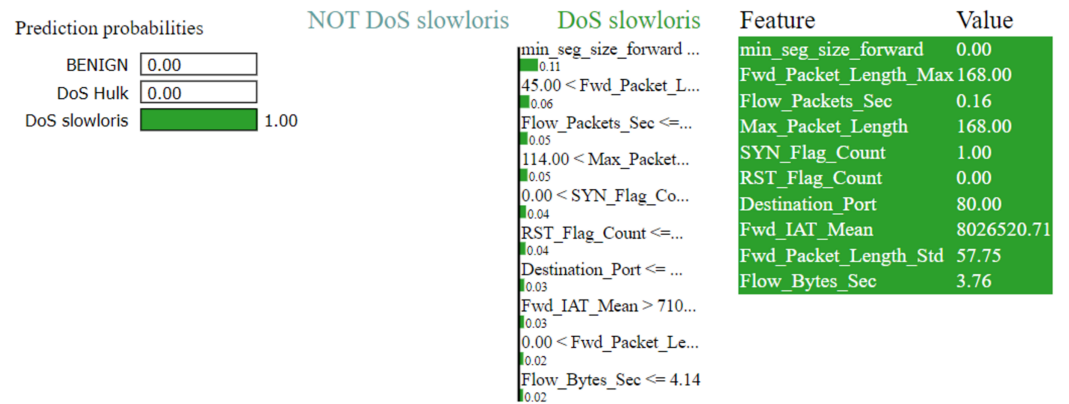 Prediction probabilities
BENIGN 0.00
DoS Hulk 0.00
DoS slowloris 1.00
NOT DoS slowloris DoS slowloris
min_seg_size_forward ...
0.11
45.00 < Fwd_Packet_L...
0.06
Flow_Packets_Sec <=...
0.05
114.00 < Max_Packet...
0.05
0.00 < SYN_Flag_Co...
0.04
RST_Flag_Count <=...
0.04
Destination_Port <= ...
0.03
Fwd_IAT_Mean > 710...
0.03
0.00 < Fwd_Packet_Le...
0.02
Flow_Bytes_Sec <= 4.14
0.02
Feature Value
min_seg_size_forward 0.00
Fwd_Packet_Length_Max 168.00
Flow_Packets_Sec 0.16
Max_Packet_Length 168.00
SYN_Flag_Count 1.00
RST_Flag_Count 0.00
Destination_Port 80.00
Fwd_IAT_Mean 8026520.71
Fwd_Packet_Length_Std 57.75
Flow_Bytes_Sec 3.76